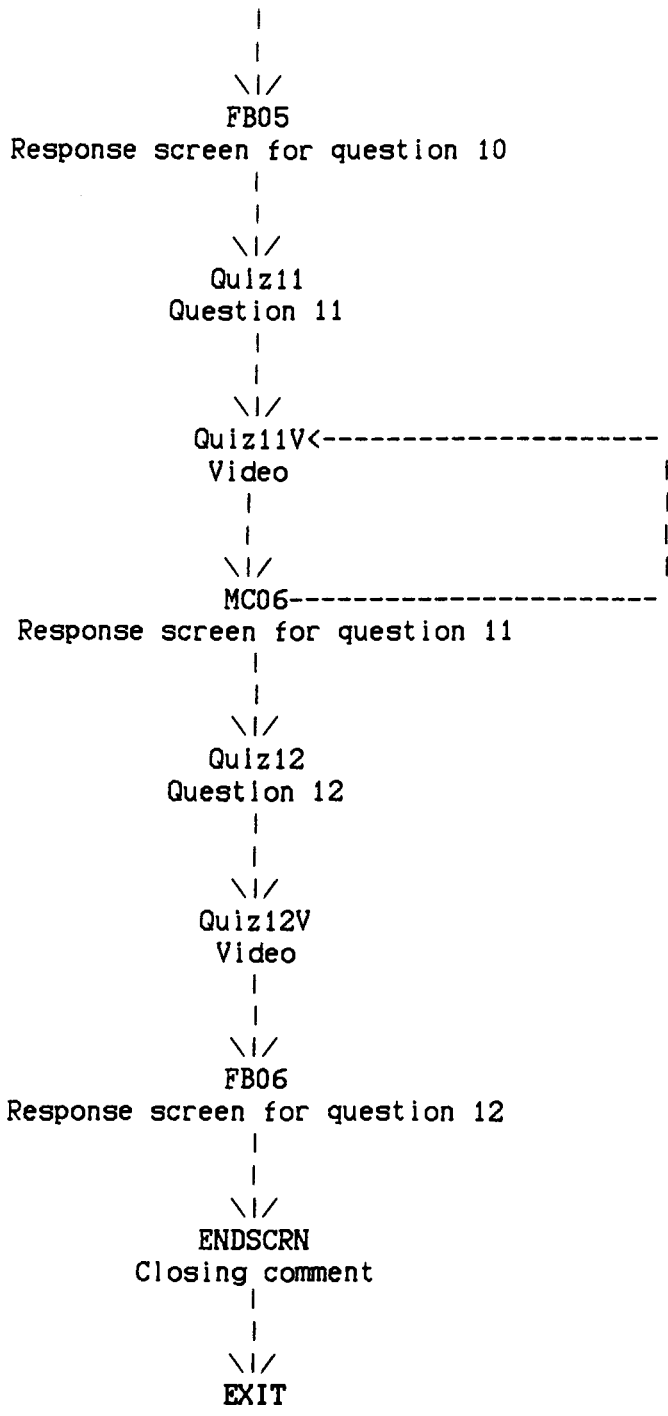 |
|
\|/
FB05
Response screen for question 10
|
|
\|/
Quiz11
Question 11
|
|
\|/
Quiz11V<---------------------
Video |
| |
| |
\|/ |
MC06-----------------------
Response screen for question 11
|
|
\|/
Quiz12
Question 12
|
|
\|/
Quiz12V
Video
|
|
\|/
FB06
Response screen for question 12
|
|
\|/
ENDSCRN
Closing comment
|
|
\|/
EXIT